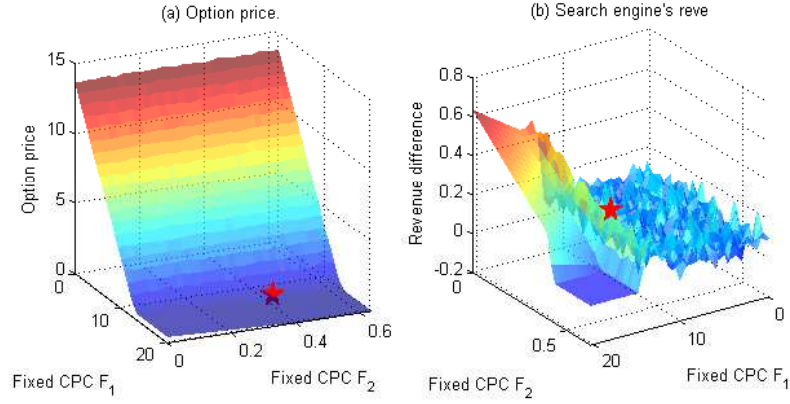 (a) Option price.
15
10
5
0
Option price
0
10
20
Fixed CPC F₁
0
0.2
0.4
0.6
Fixed CPC F₂
(b) Search engine's reve
0.8
0.6
0.4
0.2
0
-0.2
Revenue difference
0
0.5
Fixed CPC F₂
20
10
0
Fixed CPC F₁